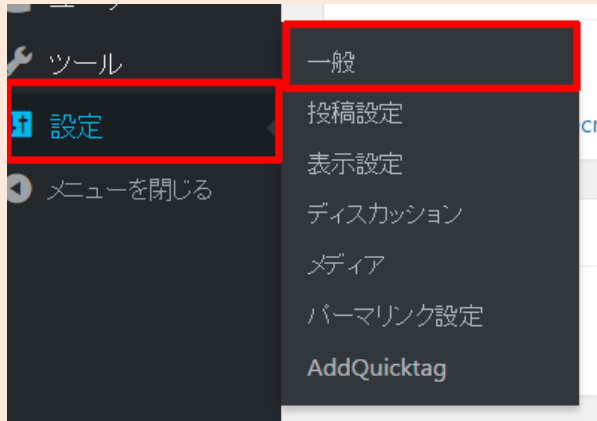 ツール
設定
メニューを閉じる
一般
投稿設定
表示設定
ディスカッション
メディア
パーマリンク設定
AddQuicktag